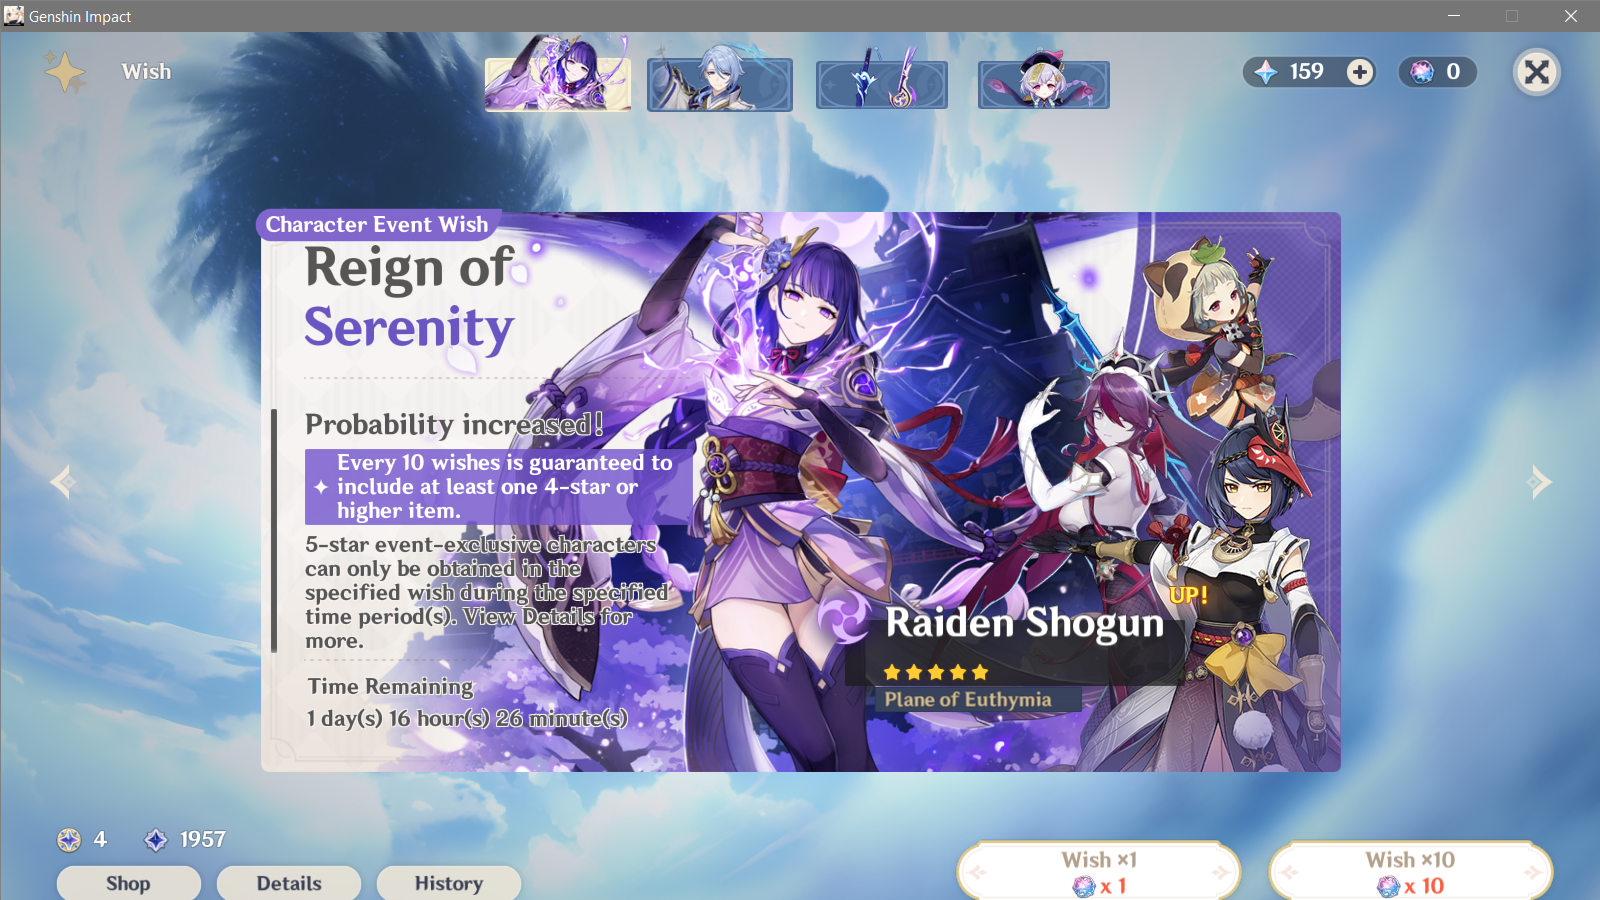 Genshin Impact
Wish
159
0
Character Event Wish
Reign of
Serenity
Probability increased!
Every 10 wishes is guaranteed to
include at least one 4-star or
higher item.
5-star event-exclusive characters
can only be obtained in the
specified wish during the specified
time period(s). View Details for
more.
Time Remaining
1 day(s) 16 hour(s) 26 minute(s)
UP!
Raiden Shogun
Plane of Euthymia
4
1957
Shop
Details
History
Wish ×1
x 1
Wish ×10
x 10